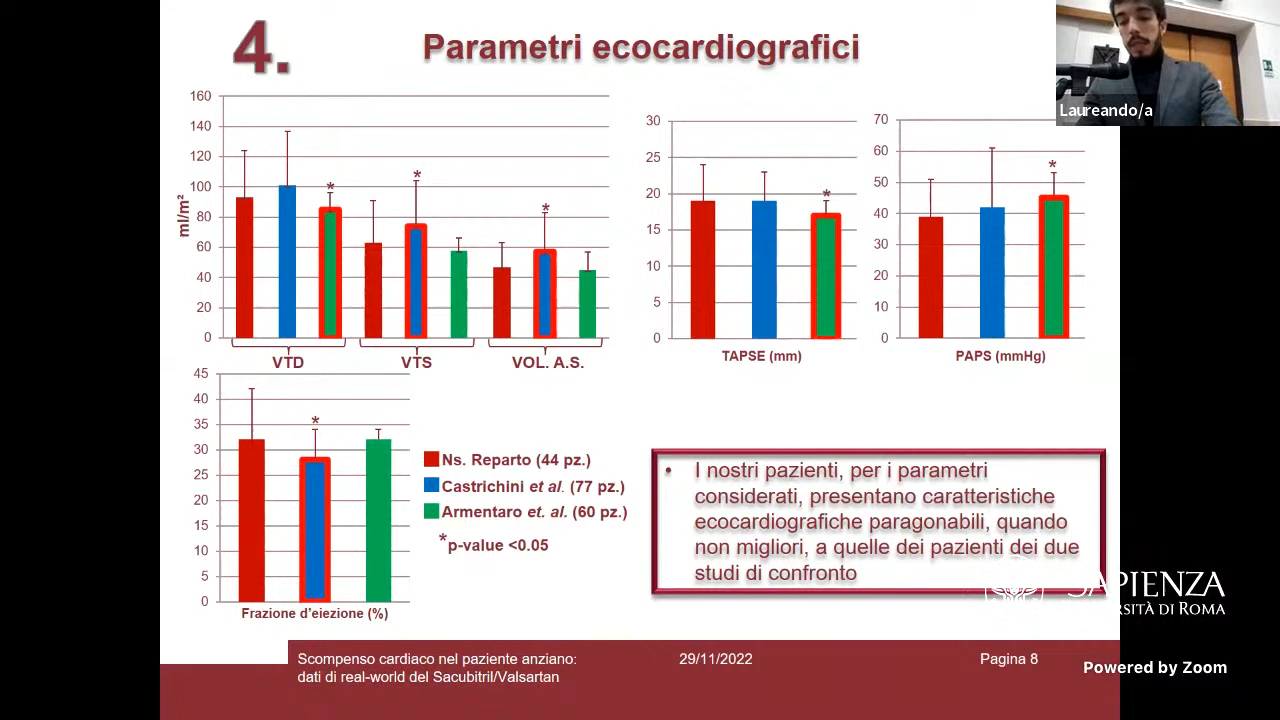 4.
Parametri ecocardiografici
Laureando/a
160
140
120
100
80
60
40
20
0
ml/m²
*
*
*
VTD
VTS
VOL. A.S.
30
25
20
15
10
5
0
*
TAPSE (mm)
70
60
50
40
30
20
10
0
*
PAPS (mmHg)
45
40
35
30
25
20
15
10
5
0
*
Frazione d'eiezione (%)
Ns. Reparto (44 pz.)
Castrichini et al. (77 pz.)
Armentaro et. al. (60 pz.)
*p-value <0.05
• I nostri pazienti, per i parametri
considerati, presentano caratteristiche
ecocardiografiche paragonabili, quando
non migliori, a quelle dei pazienti dei due
studi di confronto
SAPIENZA
DI ROMA
Scompenso cardiaco nel paziente anziano:
dati di real-world del Sacubitril/Valsartan
29/11/2022
Pagina 8
Powered by Zoom